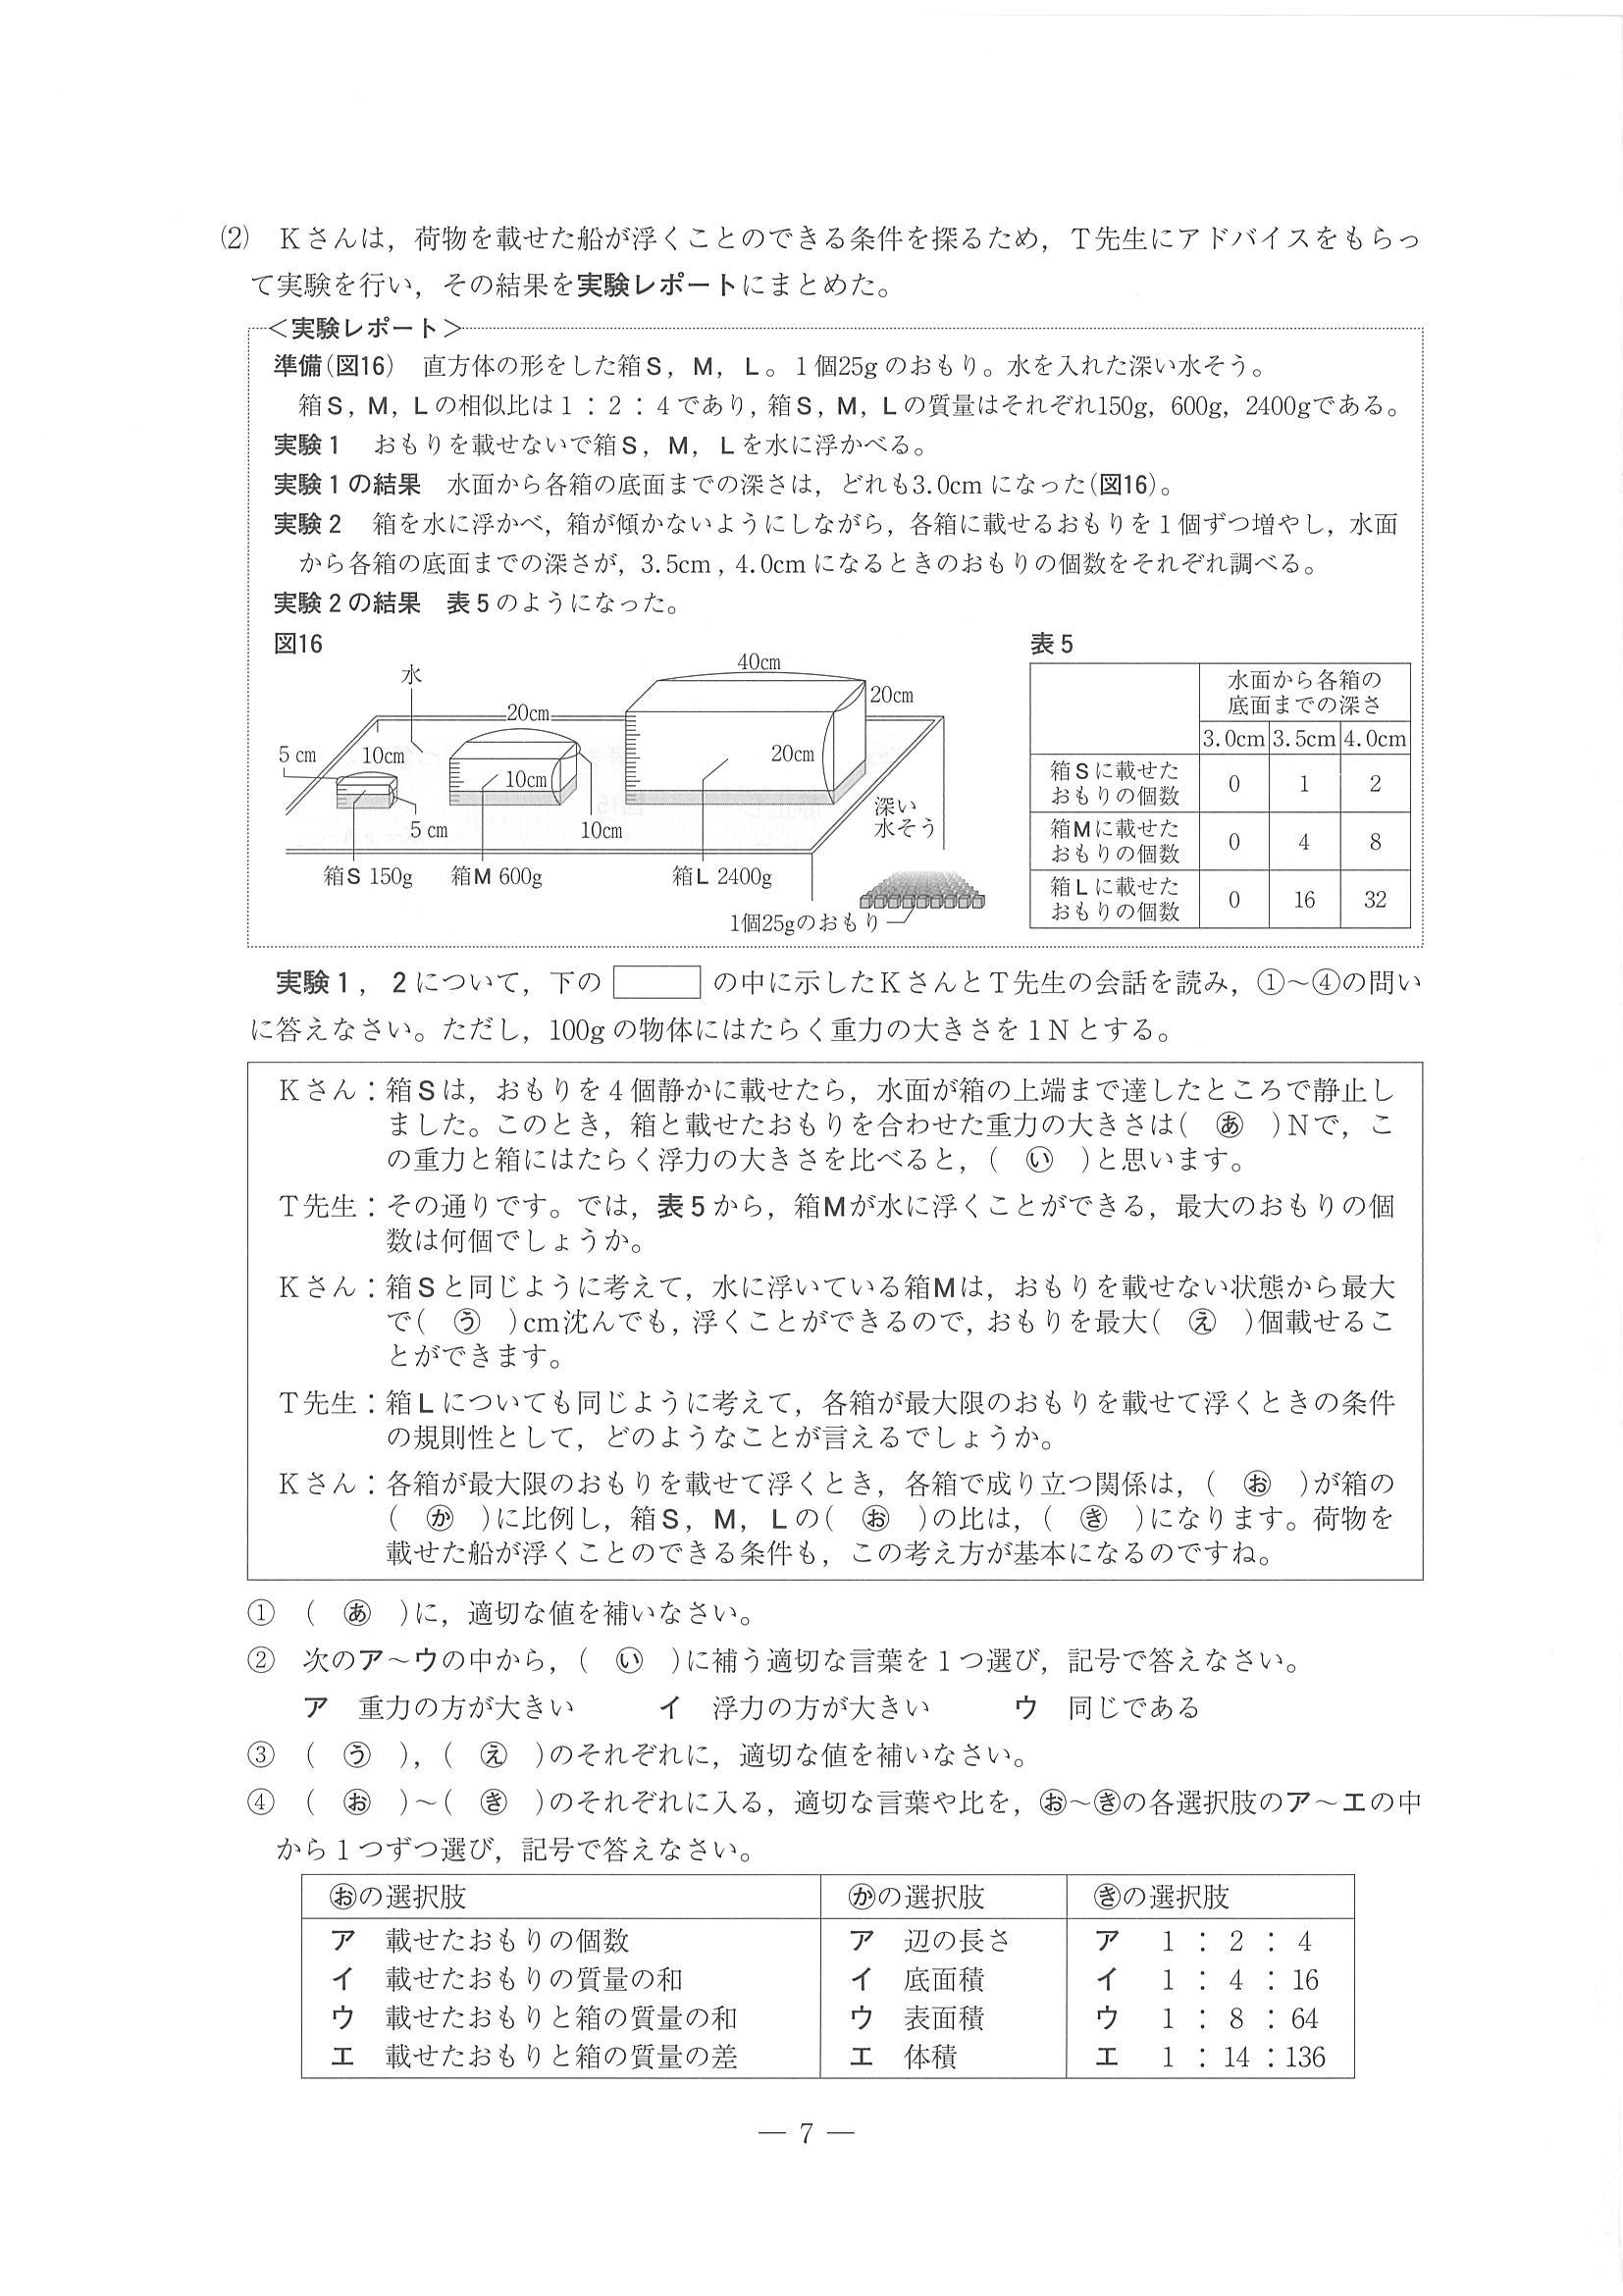 (2)　Kさんは，荷物を載せた船が浮くことのできる条件を探るため，T先生にアドバイスをもらっ
て実験を行い，その結果を実験レポートにまとめた。
＜実験レポート＞
準備(図16)　直方体の形をした箱S，M，L。1個25gのおもり。水を入れた深い水そう。
箱S，M，Lの相似比は1：2：4であり，箱S，M，Lの質量はそれぞれ150g，600g，2400gである。
実験1　おもりを載せないで箱S，M，Lを水に浮かべる。
実験1の結果　水面から各箱の底面までの深さは，どれも3.0cmになった(図16)。
実験2　箱を水に浮かべ，箱が傾かないようにしながら，各箱に載せるおもりを1個ずつ増やし，水面
から各箱の底面までの深さが，3.5cm，4.0cmになるときのおもりの個数をそれぞれ調べる。
実験2の結果　表5のようになった。
図16
水
5cm
10cm
5cm
20cm
10cm
10cm
40cm
20cm
20cm
深い
水そう
箱S 150g
箱M 600g
箱L 2400g
1個25gのおもり
表5
水面から各箱の
底面までの深さ
3.0cm 3.5cm 4.0cm
箱Sに載せた
おもりの個数 0 1 2
箱Mに載せた
おもりの個数 0 4 8
箱Lに載せた
おもりの個数 0 16 32
実験1，2について，下の　の中に示したKさんとT先生の会話を読み，①～④の問い
に答えなさい。ただし，100gの物体にはたらく重力の大きさを1Nとする。
Kさん：箱Sは，おもりを4個静かに載せたら，水面が箱の上端まで達したところで静止し
ました。このとき，箱と載せたおもりを合わせた重力の大きさは(　㋐あ　)Nで，こ
の重力と箱にはたらく浮力の大きさを比べると，(　い　)と思います。
T先生：その通りです。では，表5から，箱Mが水に浮くことができる，最大のおもりの個
数は何個でしょうか。
Kさん：箱Sと同じように考えて，水に浮いている箱Mは，おもりを載せない状態から最大
で(　う　)cm沈んでも，浮くことができるので，おもりを最大(　え　)個載せるこ
とができます。
T先生：箱Lについても同じように考えて，各箱が最大限のおもりを載せて浮くときの条件
の規則性として，どのようなことが言えるでしょうか。
Kさん：各箱が最大限のおもりを載せて浮くとき，各箱で成り立つ関係は，(　お　)が箱の
(　か　)に比例し，箱S，M，Lの(　お　)の比は，(　き　)になります。荷物を
載せた船が浮くことのできる条件も，この考え方が基本になるのですね。
①　(　あ　)に，適切な値を補いなさい。
②　次のア～ウの中から，(　い　)に補う適切な言葉を1つ選び，記号で答えなさい。
ア　重力の方が大きい　　イ　浮力の方が大きい　　ウ　同じである
③　(　う　)，(　え　)のそれぞれに，適切な値を補いなさい。
④　(　お　)～(　き　)のそれぞれに入る，適切な言葉や比を，お～きの各選択肢のア～エの中
から1つずつ選び，記号で答えなさい。
おの選択肢　かの選択肢　きの選択肢
ア　載せたおもりの個数　ア　辺の長さ　ア　1：2：4
イ　載せたおもりの質量の和　イ　底面積　イ　1：4：16
ウ　載せたおもりと箱の質量の和　ウ　表面積　ウ　1：8：64
エ　載せたおもりと箱の質量の差　エ　体積　エ　1：14：136
― 7 ―